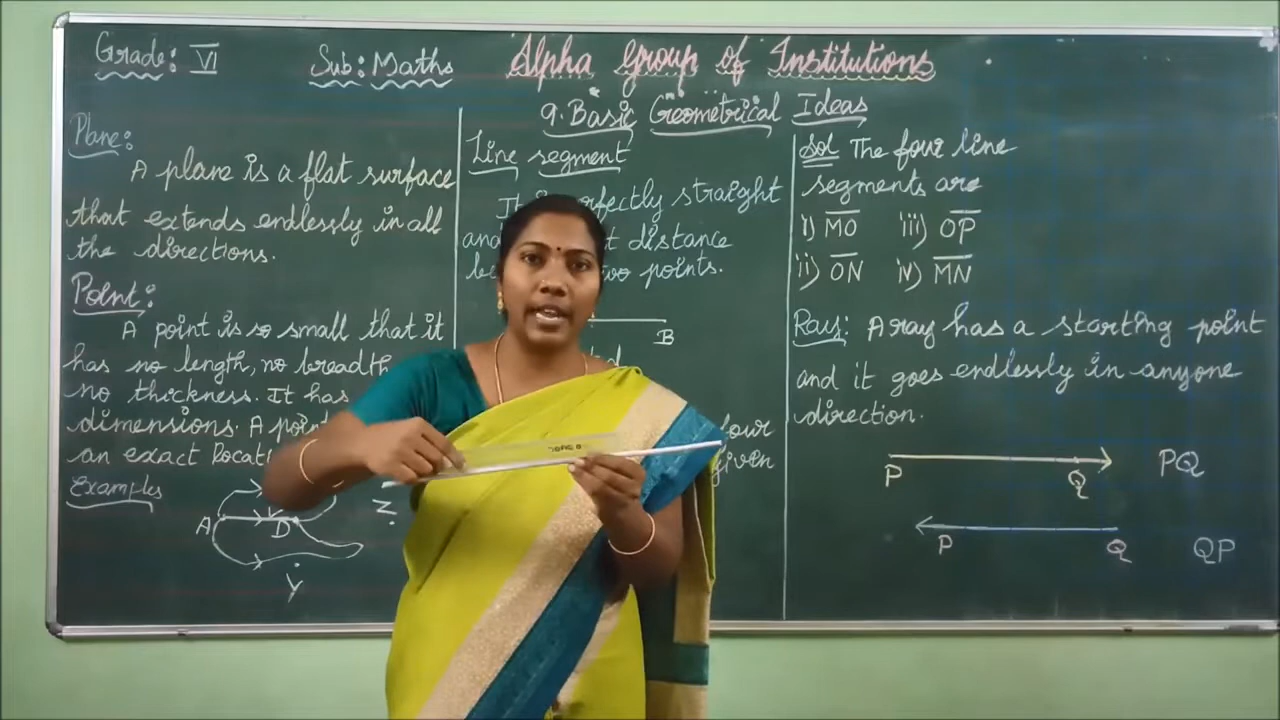 Grade: VI
Sub: Maths
Alpha Group of Institutions
9. Basic Geometrical Ideas
Plane:
A plane is a flat surface
that extends endlessly in all
the directions.
Point:
A point is so small that it
has no length, no breadth
no thickness. It has
dimensions. A point
an exact
Examples
A
D
Y
Z
Line segment
It is perfectly straight
and distance
two points.
B
four
given
Sol The four line
segments are
i) MO iii) OP
ii) ON iv) MN
Ray: A ray has a starting point
and it goes endlessly in anyone
direction.
P Q PQ
P Q QP